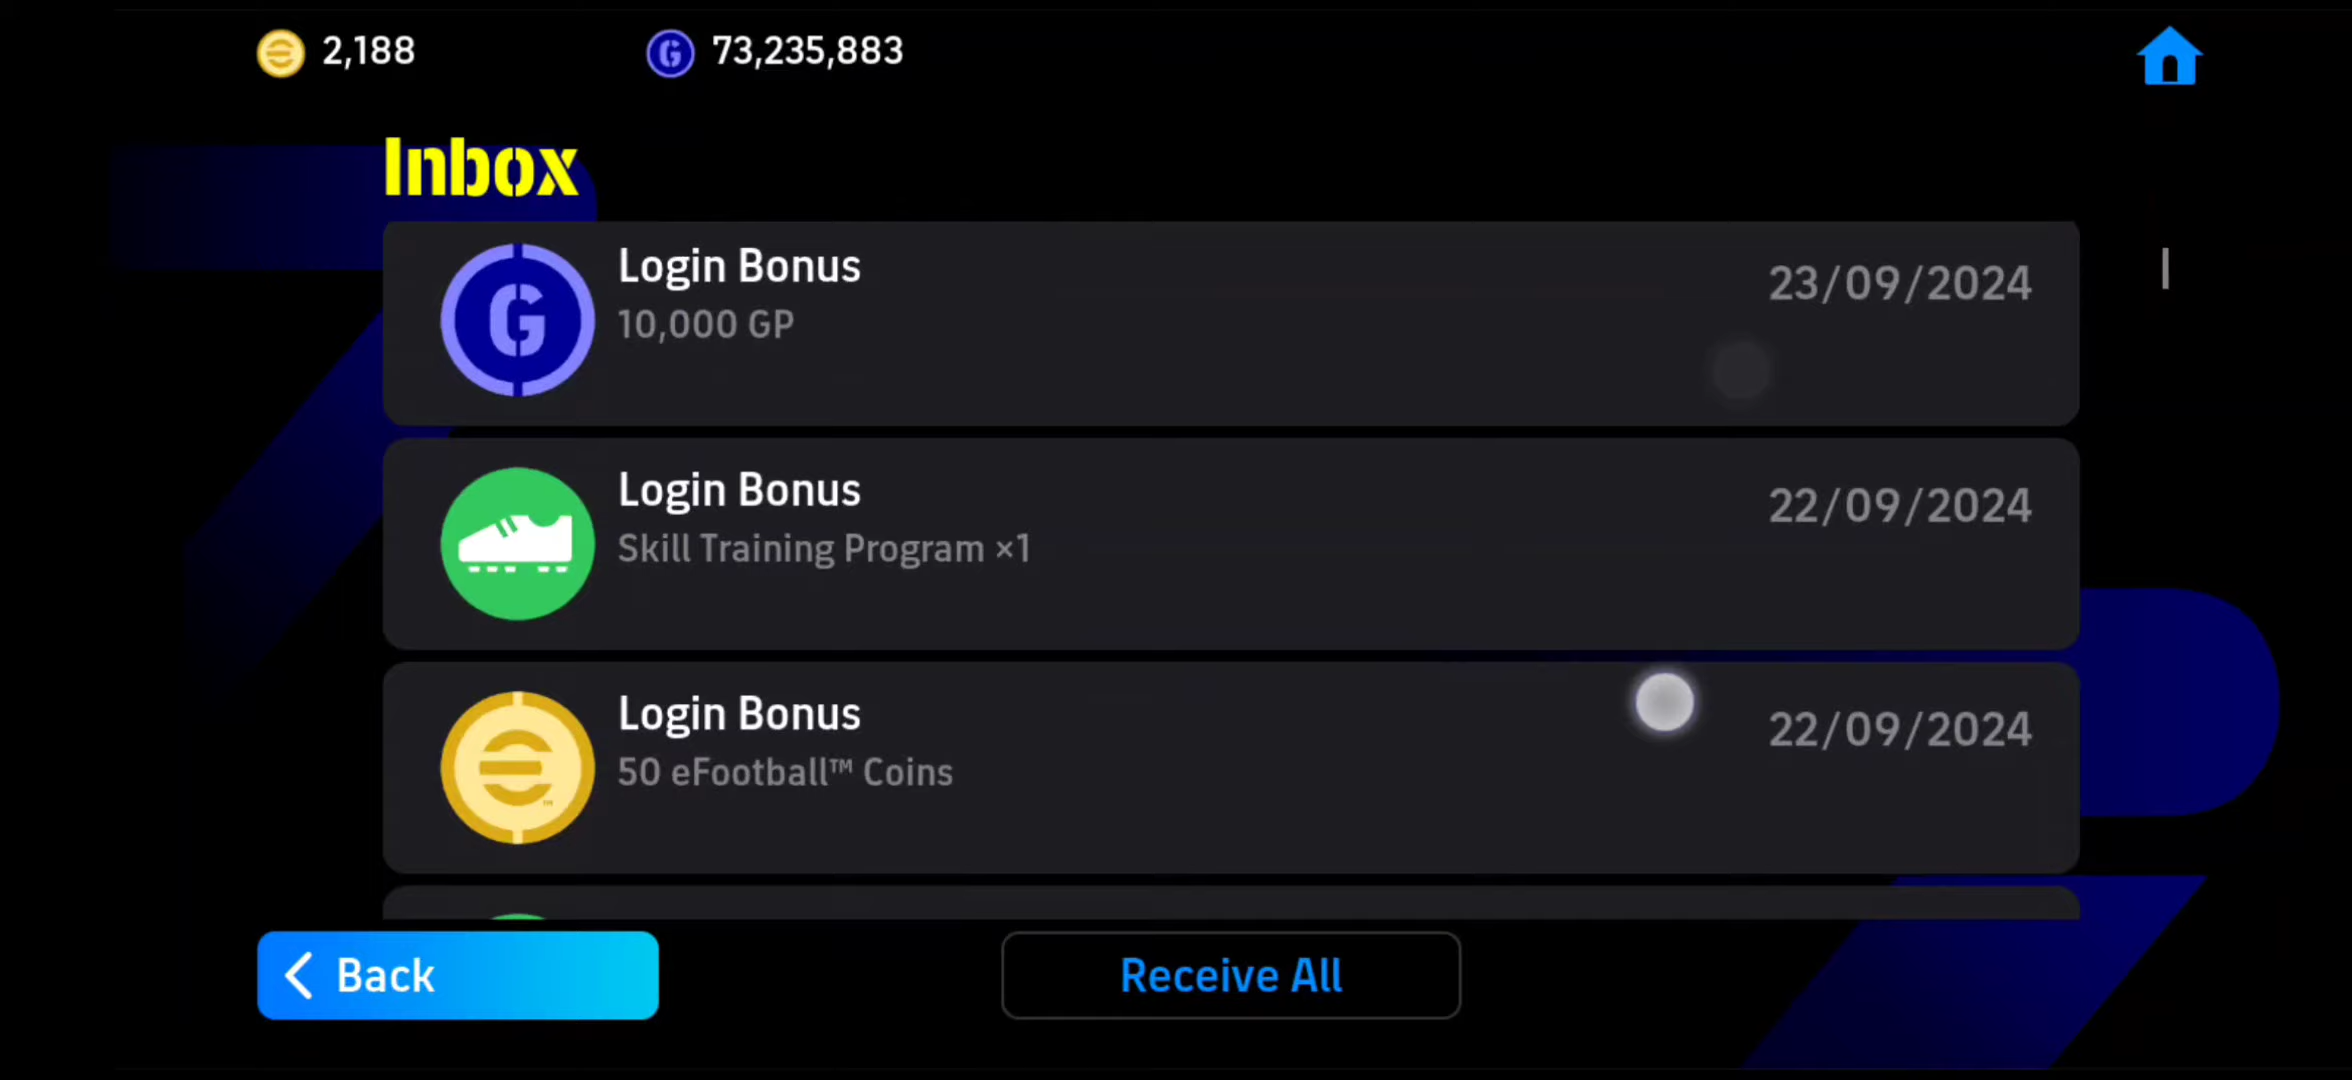 2,188
73,235,883
Inbox
Login Bonus
23/09/2024
10,000 GP
Login Bonus
22/09/2024
Skill Training Program ×1
Login Bonus
22/09/2024
50 eFootball™ Coins
Back
Receive All